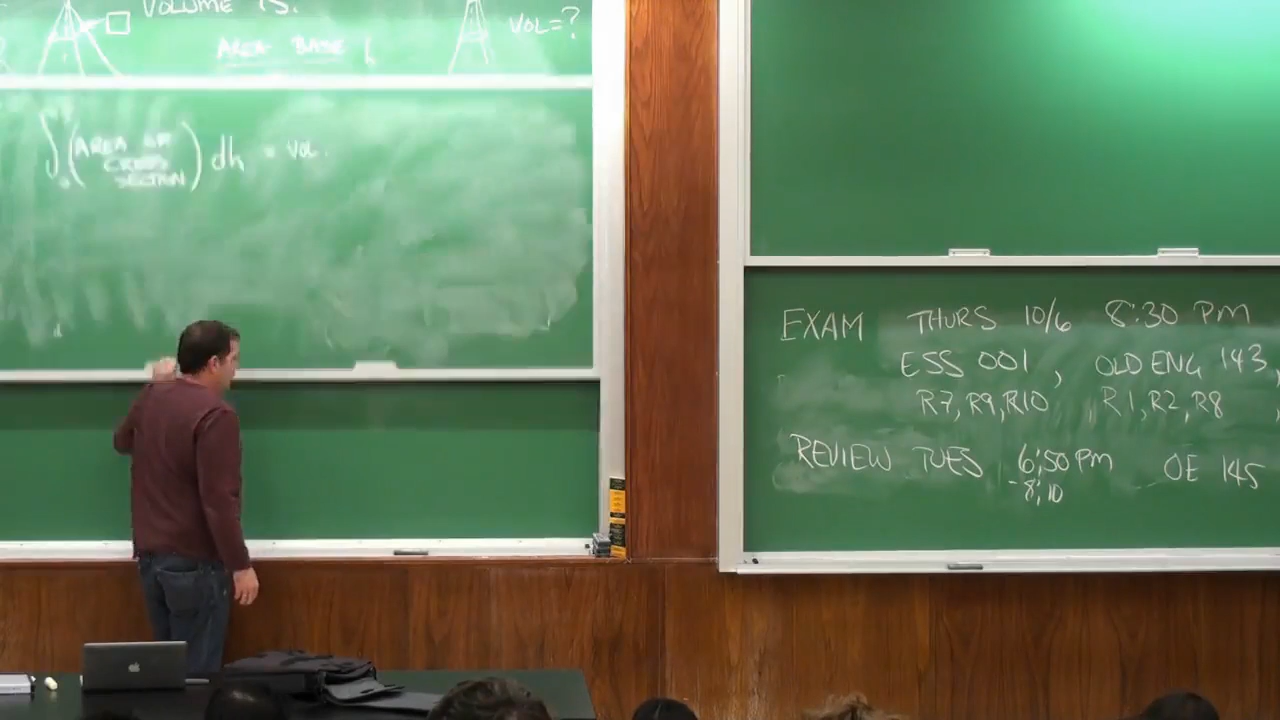 VOLUME IS.
AREA BASE
VOL=?
∫(AREA OF CROSS SECTION) dh = VOL.
EXAM THURS 10/6 8:30 PM
ESS 001, OLD ENG 143,
R7, R9, R10 R1, R2, R8
REVIEW TUES 6:50 PM OE 145
-8:10